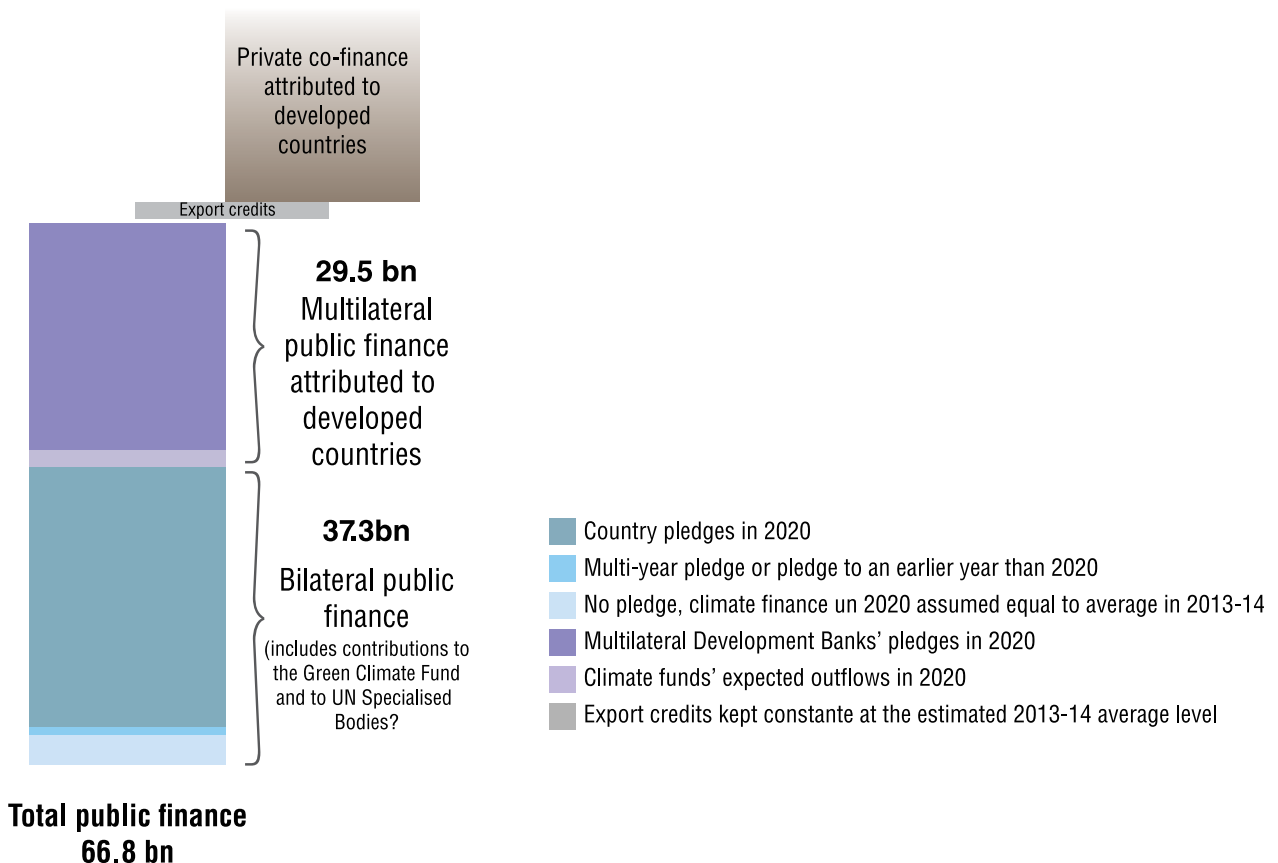 Private co-finance
attributed to
developed
countries
Export credits
29.5 bn
Multilateral
public finance
attributed to
developed
countries
37.3bn
Bilateral public
finance
(includes contributions to
the Green Climate Fund
and to UN Specialised
Bodies?
Country pledges in 2020
Multi-year pledge or pledge to an earlier year than 2020
No pledge, climate finance un 2020 assumed equal to average in 2013-14
Multilateral Development Banks' pledges in 2020
Climate funds' expected outflows in 2020
Export credits kept constante at the estimated 2013-14 average level
Total public finance
66.8 bn